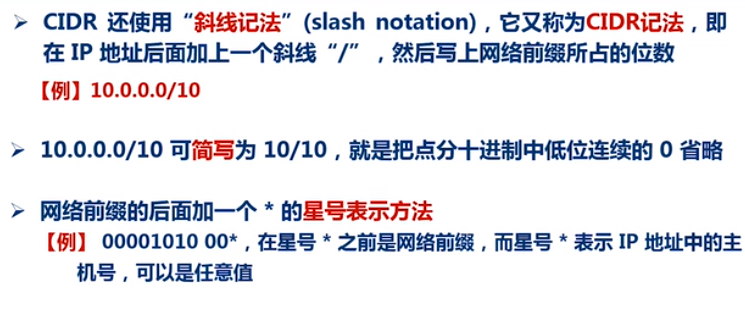 ➢ CIDR 还使用“斜线记法”(slash notation)，它又称为CIDR记法，即
在 IP 地址后面加上一个斜线“/”，然后写上网络前缀所占的位数
【例】10.0.0.0/10
➢ 10.0.0.0/10 可简写为 10/10，就是把点分十进制中低位连续的 0 省略
➢ 网络前缀的后面加一个 * 的星号表示方法
【例】 00001010 00*，在星号 * 之前是网络前缀，而星号 * 表示 IP 地址中的主
机号，可以是任意值